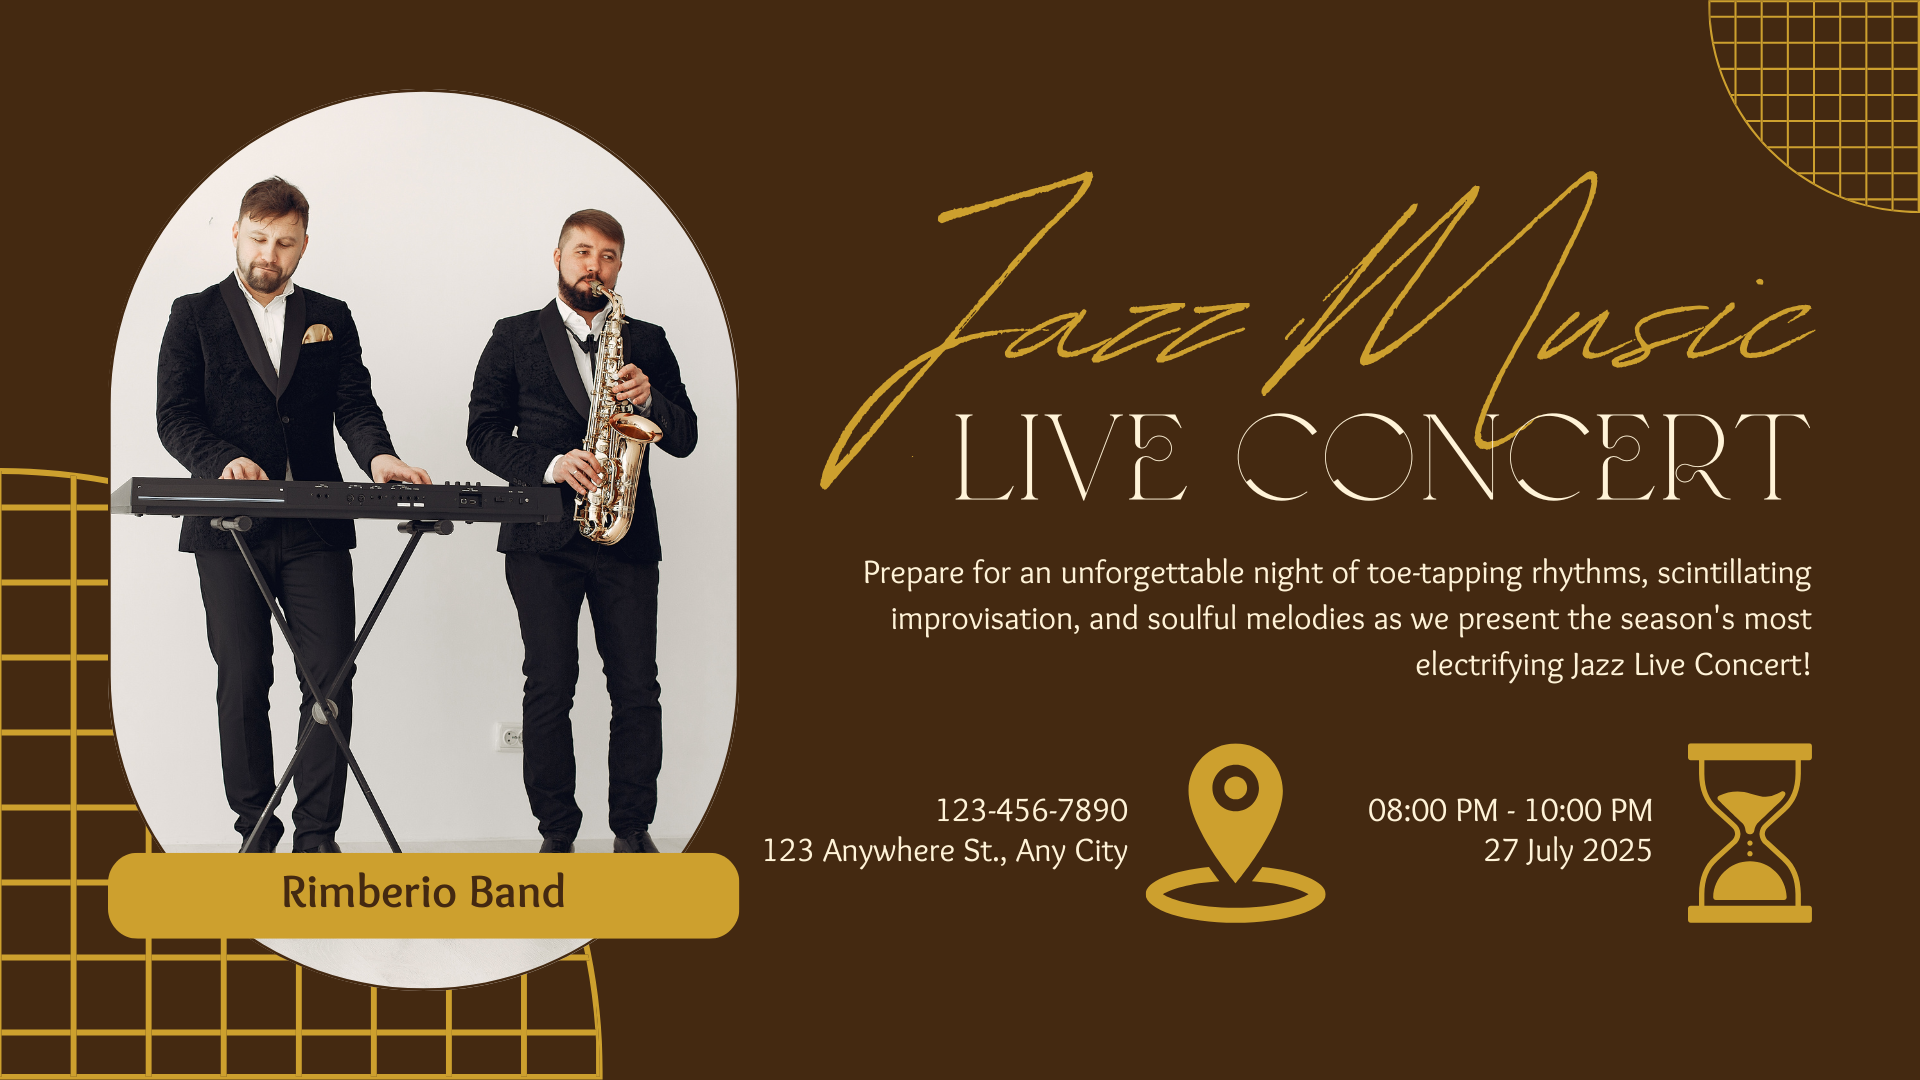 Jazz Music
LIVE CONCERT
Prepare for an unforgettable night of toe-tapping rhythms, scintillating
improvisation, and soulful melodies as we present the season's most
electrifying Jazz Live Concert!
123-456-7890
123 Anywhere St., Any City
08:00 PM - 10:00 PM
27 July 2025
Rimberio Band